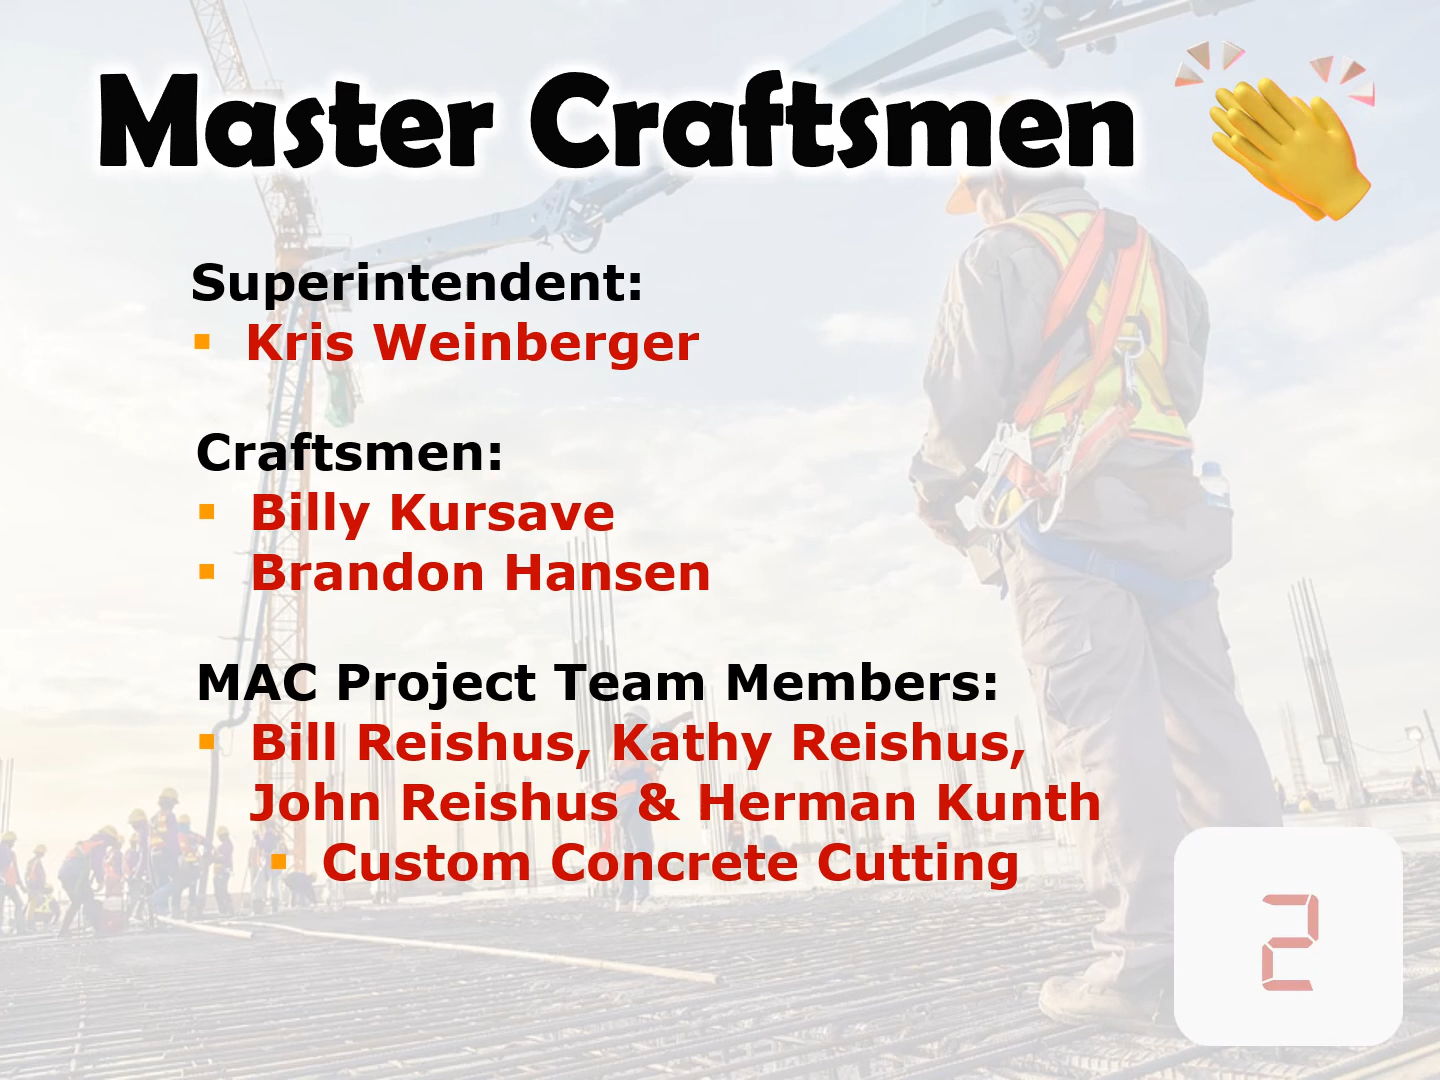 Master Craftsmen
Superintendent:
▪ Kris Weinberger
Craftsmen:
▪ Billy Kursave
▪ Brandon Hansen
MAC Project Team Members:
▪ Bill Reishus, Kathy Reishus,
John Reishus & Herman Kunth
▪ Custom Concrete Cutting
2